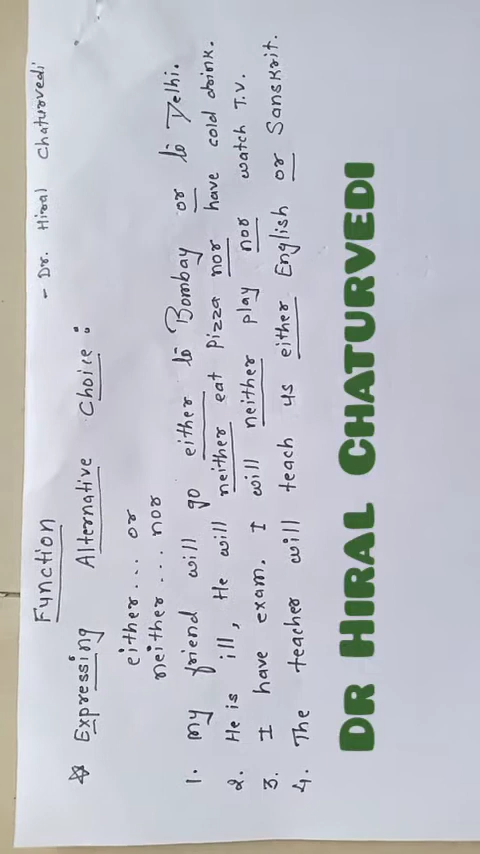 - Dr. Hiral Chaturvedi
Function
☆ Expressing Alternative Choice :
either... or
neither... nor
1. My friend will go either to Bombay or to Delhi.
2. He is ill, He will neither eat pizza nor have cold drink.
3. I have exam. I will neither play nor watch T.V.
4. The teacher will teach us either English or Sanskrit.
DR HIRAL CHATURVEDI